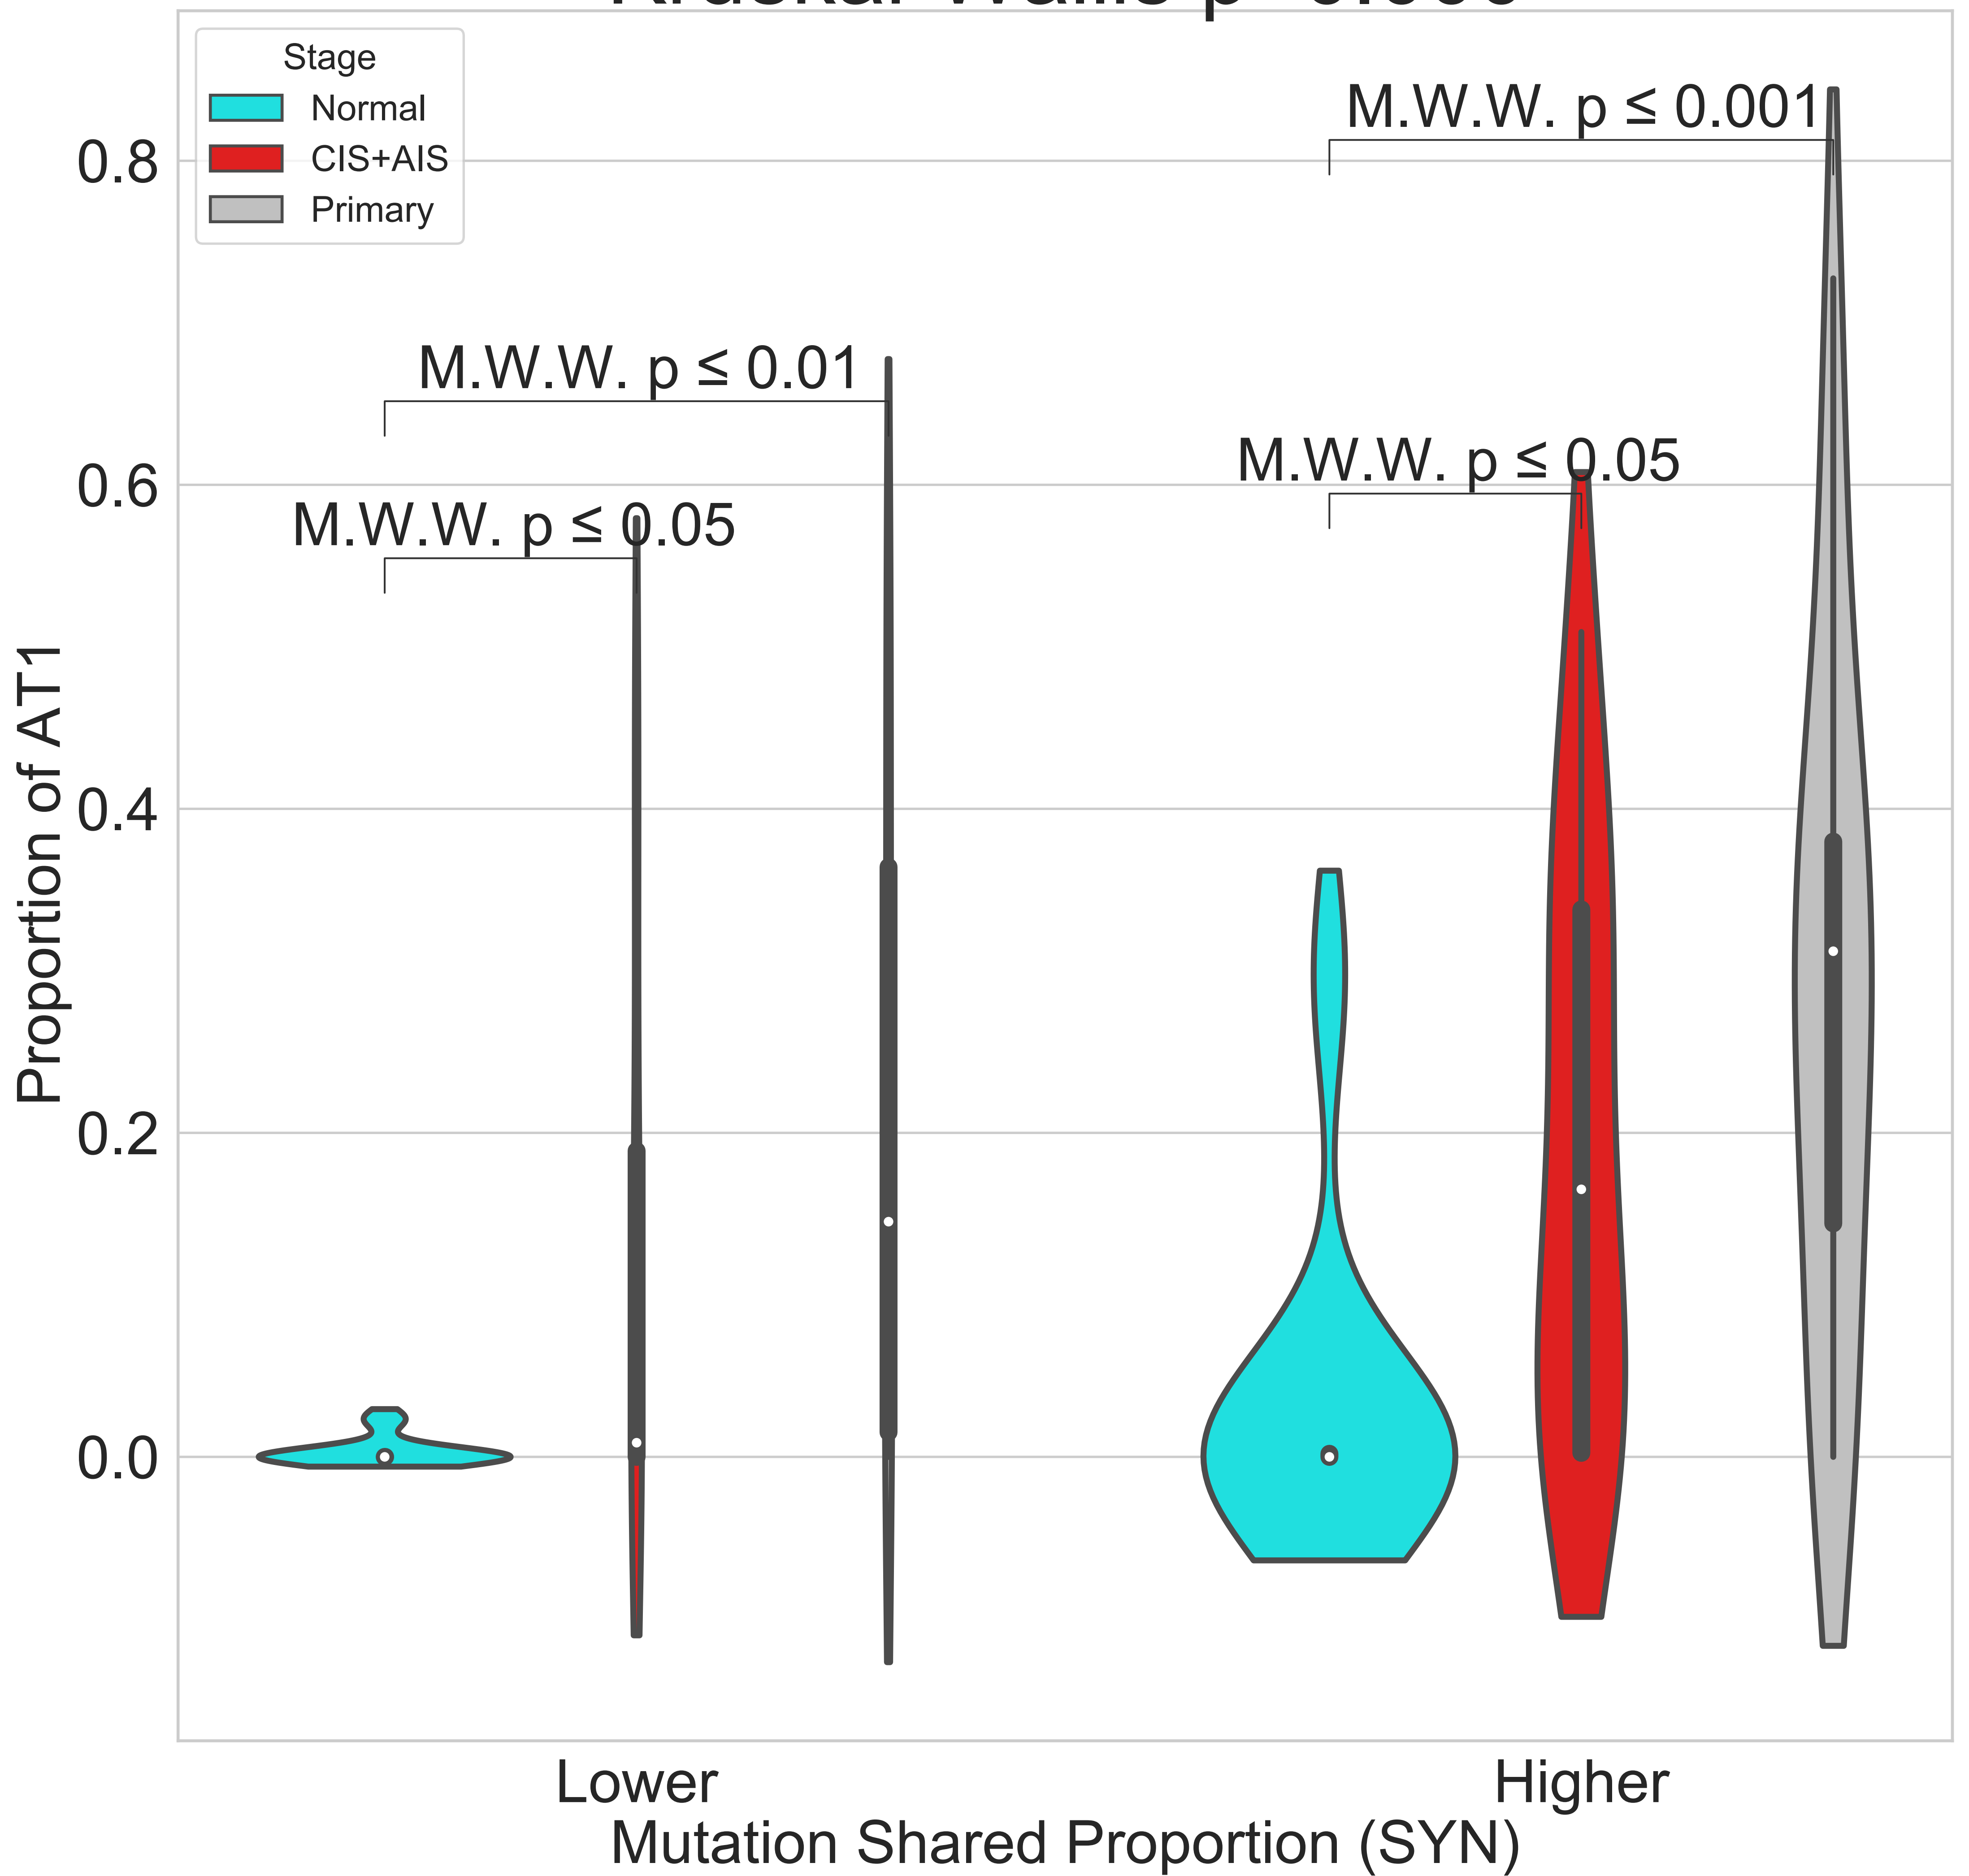 Stage
Normal
CIS+AIS
Primary
M.W.W. p ≤ 0.001
M.W.W. p ≤ 0.01
M.W.W. p ≤ 0.05
M.W.W. p ≤ 0.05
0.8
0.6
0.4
0.2
0.0
Proportion of AT1
Lower
Higher
Mutation Shared Proportion (SYN)